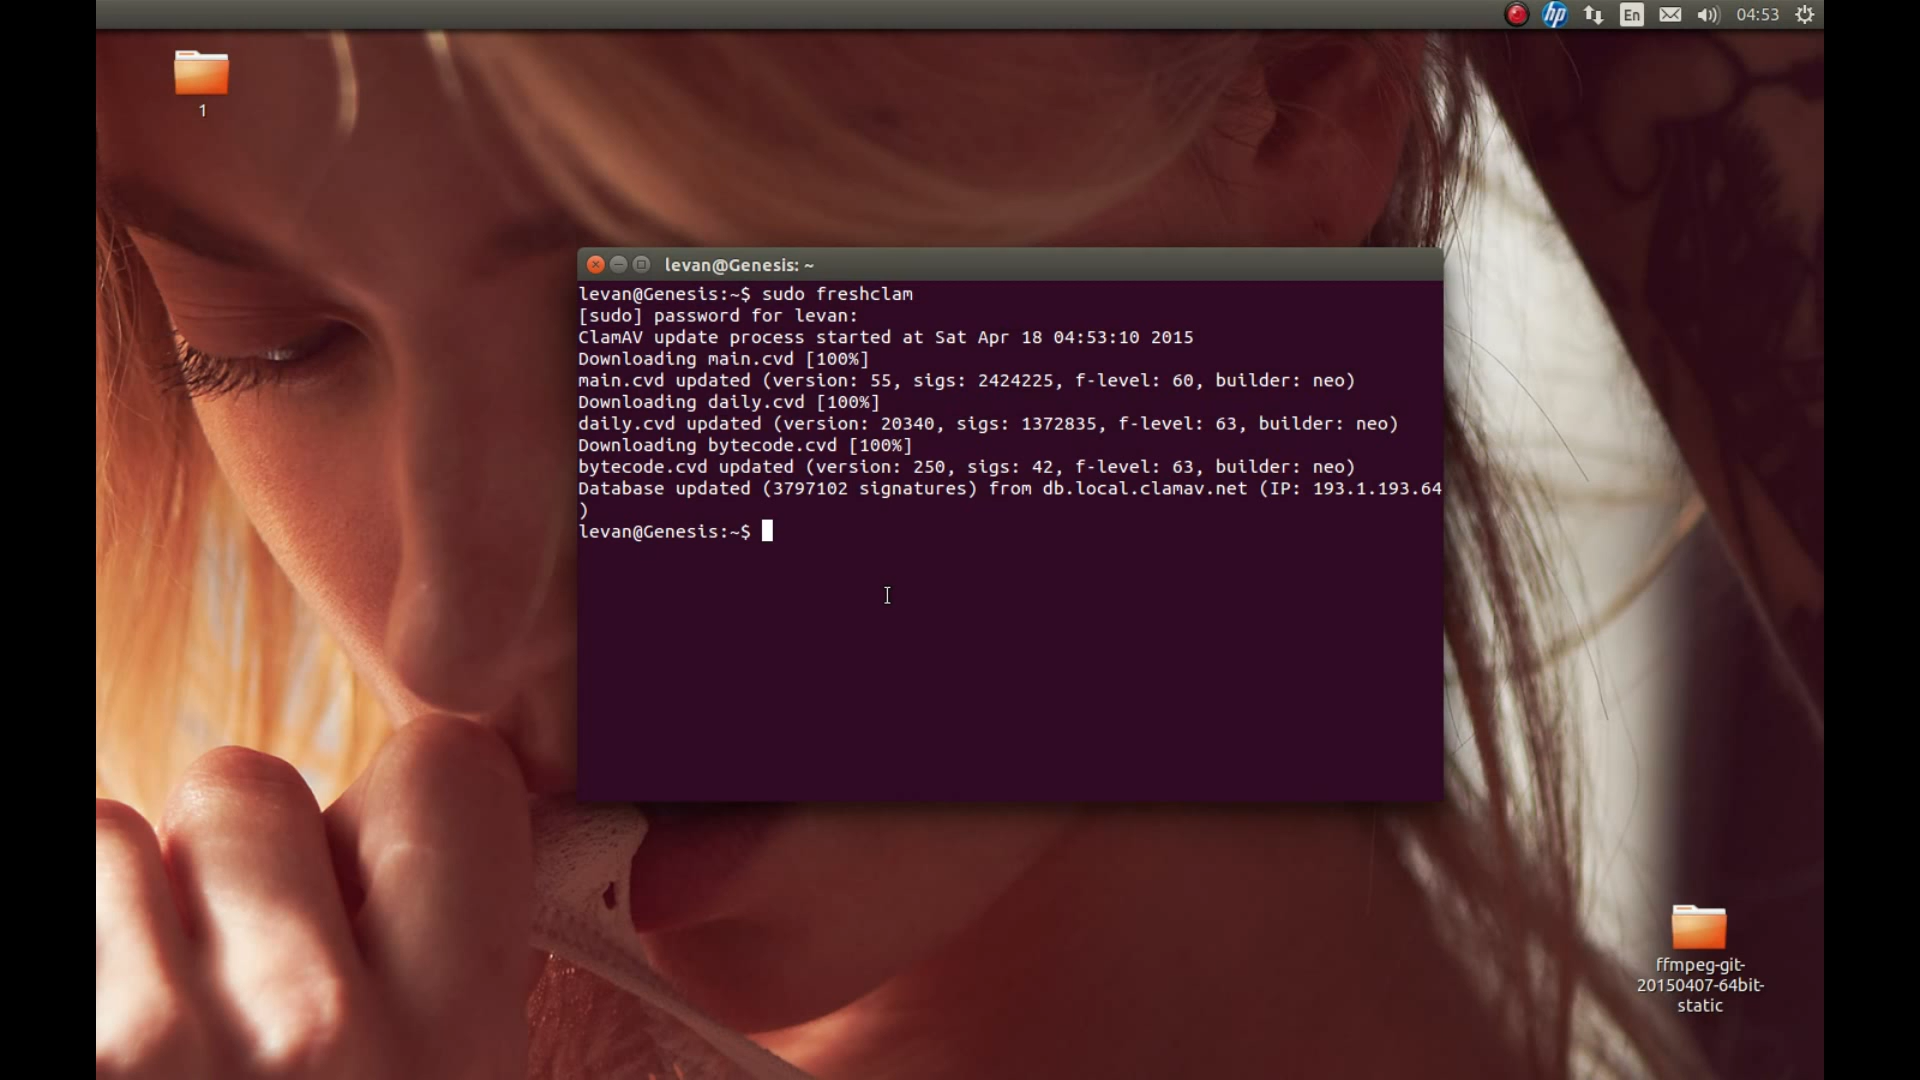 hp
En
04:53
1
levan@Genesis: ~
levan@Genesis:~$ sudo freshclam
[sudo] password for levan:
ClamAV update process started at Sat Apr 18 04:53:10 2015
Downloading main.cvd [100%]
main.cvd updated (version: 55, sigs: 2424225, f-level: 60, builder: neo)
Downloading daily.cvd [100%]
daily.cvd updated (version: 20340, sigs: 1372835, f-level: 63, builder: neo)
Downloading bytecode.cvd [100%]
bytecode.cvd updated (version: 250, sigs: 42, f-level: 63, builder: neo)
Database updated (3797102 signatures) from db.local.clamav.net (IP: 193.1.193.64
)
levan@Genesis:~$
ffmpeg-git-
20150407-64bit-
static